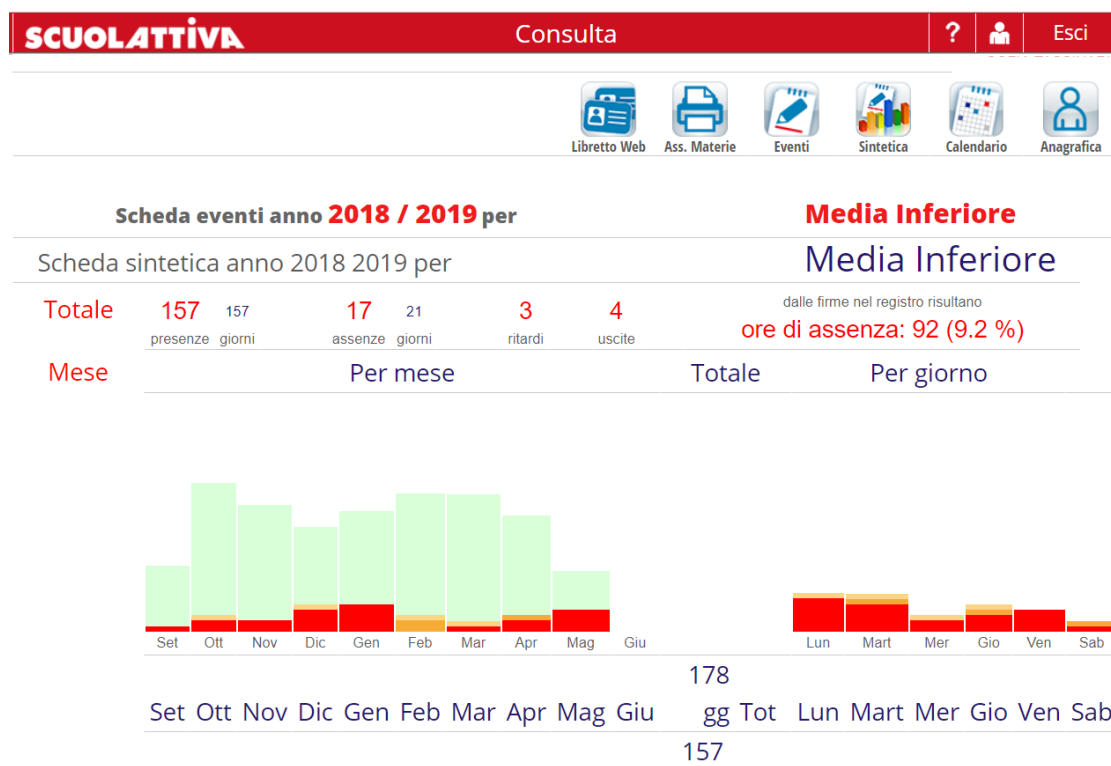 SCUOLATTIVA Consulta ? Esci
Libretto Web Ass. Materie Eventi Sintetica Calendario Anagrafica
Scheda eventi anno 2018 / 2019 per Media Inferiore
Scheda sintetica anno 2018 2019 per Media Inferiore
Totale 157 157 17 21 3 4 dalle firme nel registro risultano
presenze giorni assenze giorni ritardi uscite ore di assenza: 92 (9.2 %)
Mese Per mese Totale Per giorno
Set Ott Nov Dic Gen Feb Mar Apr Mag Giu Lun Mart Mer Gio Ven Sab
178
Set Ott Nov Dic Gen Feb Mar Apr Mag Giu gg Tot Lun Mart Mer Gio Ven Sab
157